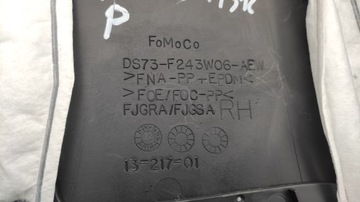 P
FoMoCo
DS73-F243W06-AEW
>FNA-PP+EPDM<
>FOE/FOC-PP<
FJGRA/FJGSA RH
13-217-01